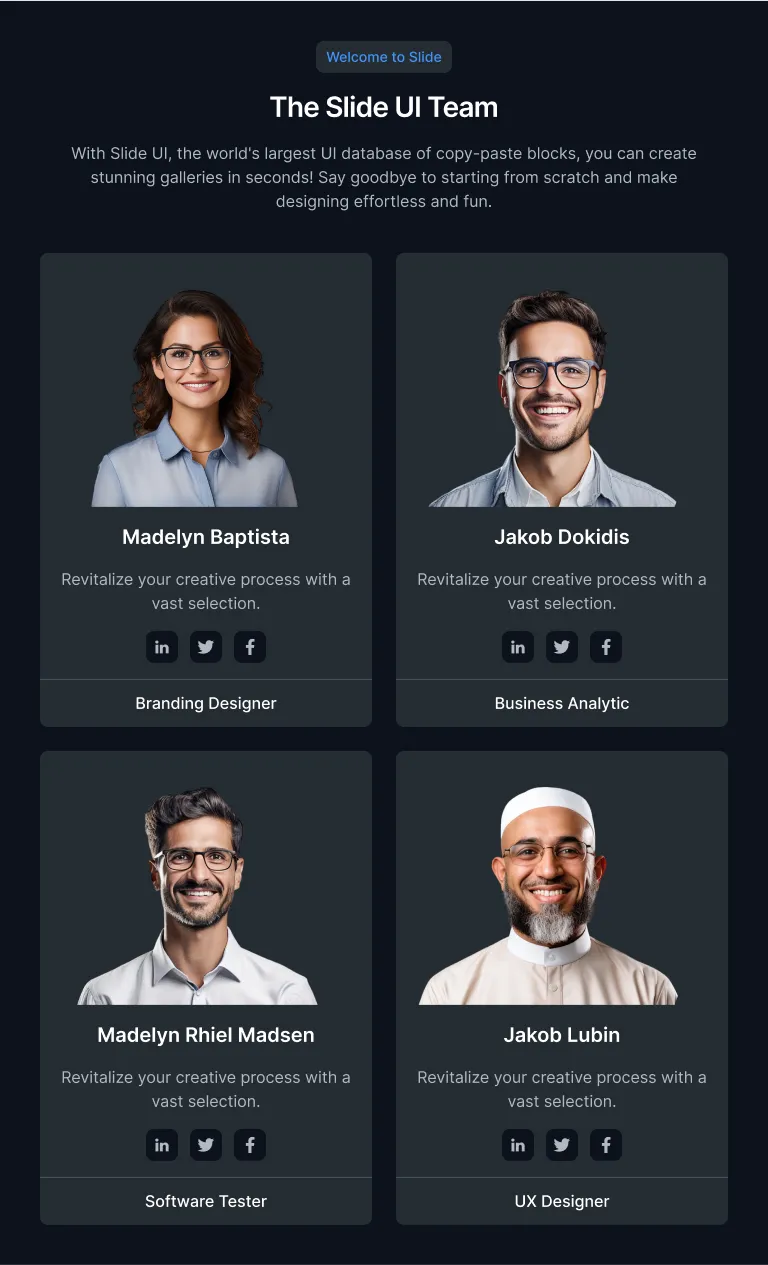 Welcome to Slide
The Slide UI Team
With Slide UI, the world's largest UI database of copy-paste blocks, you can create
stunning galleries in seconds! Say goodbye to starting from scratch and make
designing effortless and fun.
Madelyn Baptista
Revitalize your creative process with a
vast selection.
in
Branding Designer
Jakob Dokidis
Revitalize your creative process with a
vast selection.
in
Business Analytic
Madelyn Rhiel Madsen
Revitalize your creative process with a
vast selection.
in
Software Tester
Jakob Lubin
Revitalize your creative process with a
vast selection.
in
UX Designer